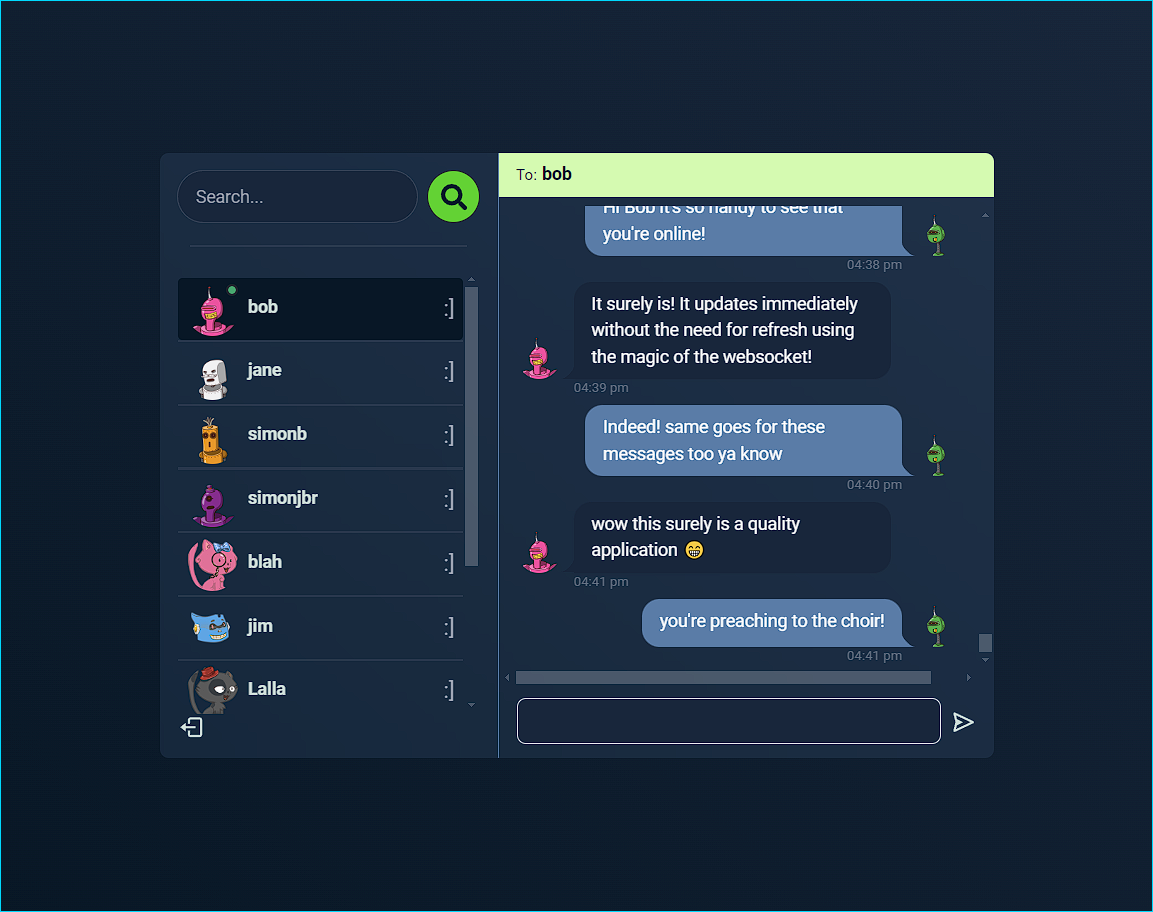 Search...
bob
:]
jane
:]
simonb
:]
simonjbr
:]
blah
:]
jim
:]
Lalla
:]
To: bob
Hi Bob it's so handy to see that
you're online!
04:38 pm
It surely is! It updates immediately
without the need for refresh using
the magic of the websocket!
04:39 pm
Indeed! same goes for these
messages too ya know
04:40 pm
wow this surely is a quality
application 😁
04:41 pm
you're preaching to the choir!
04:41 pm